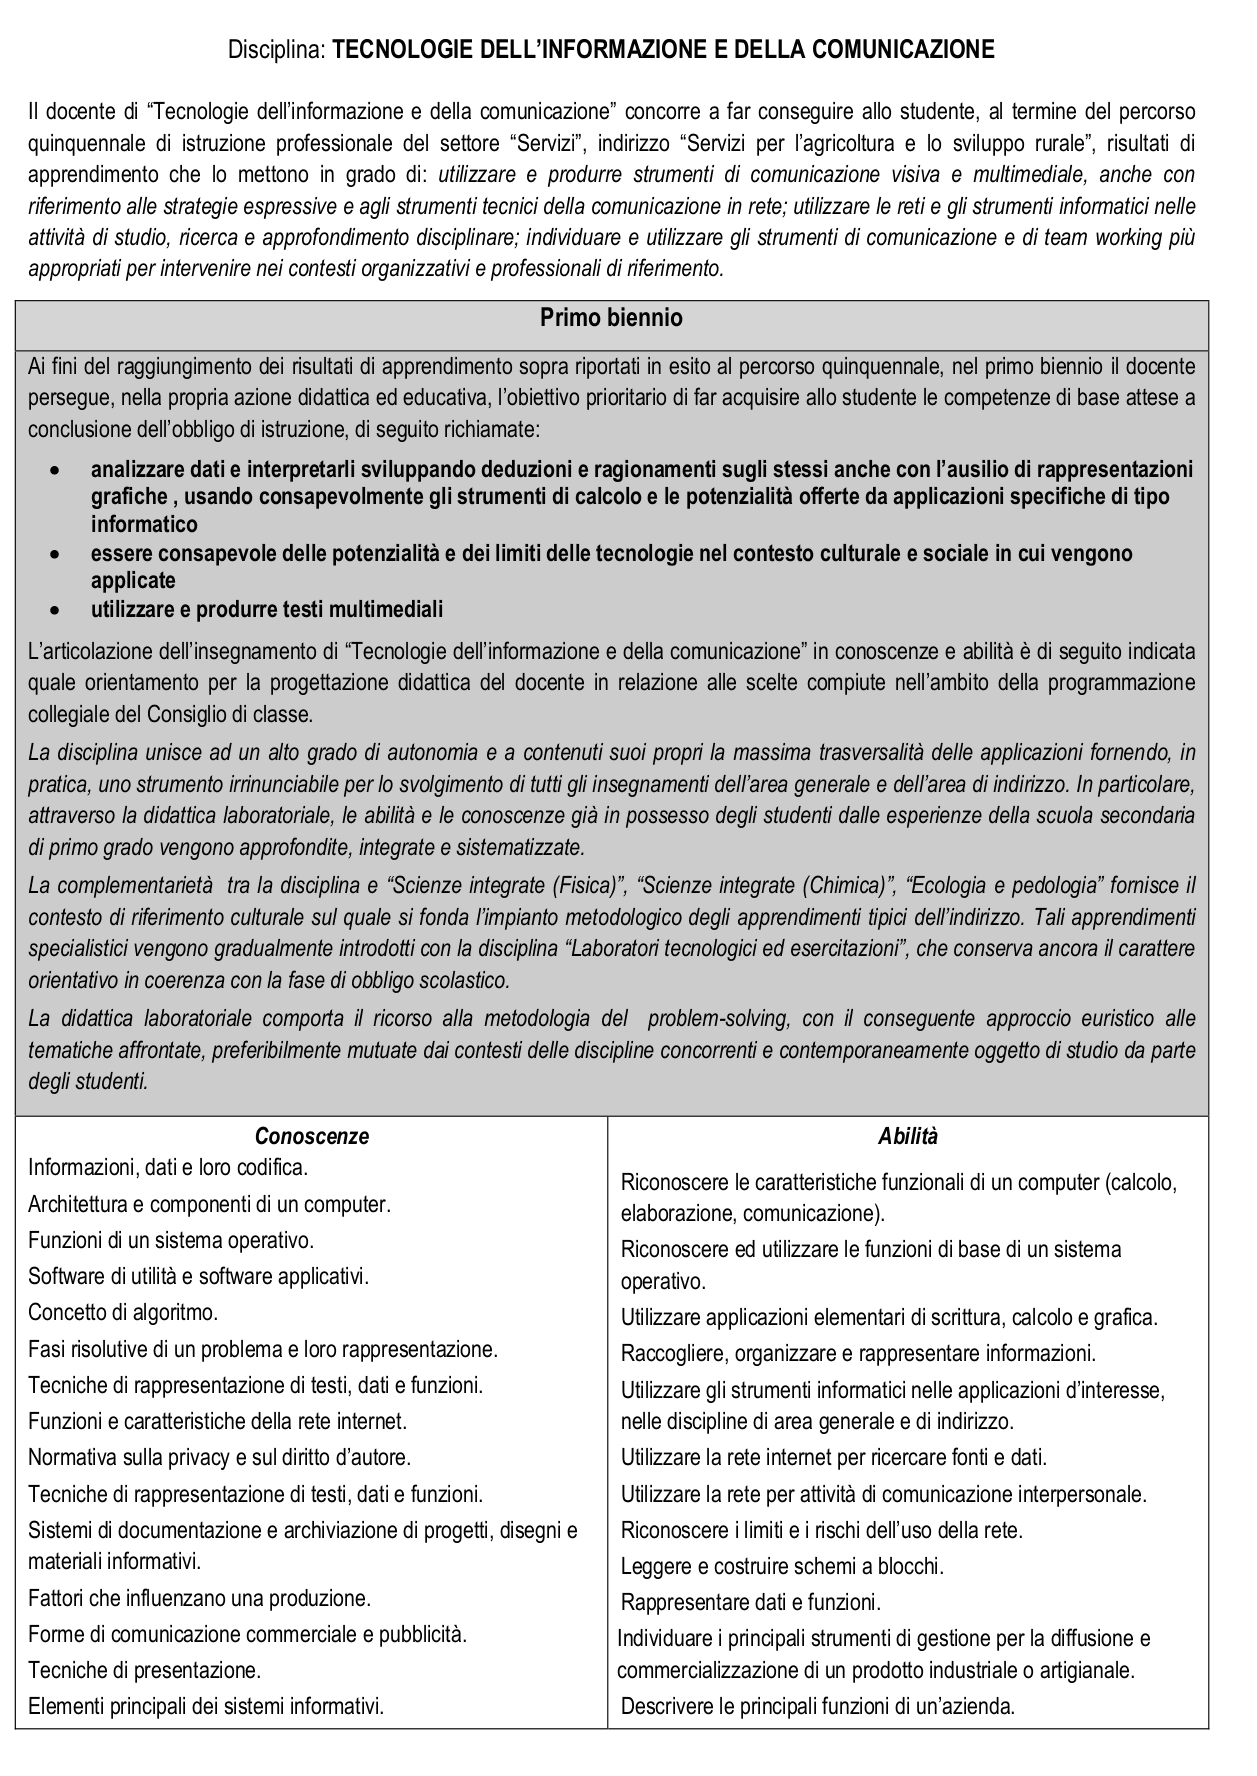 Disciplina: TECNOLOGIE DELL’INFORMAZIONE E DELLA COMUNICAZIONE
Il docente di “Tecnologie dell’informazione e della comunicazione” concorre a far conseguire allo studente, al termine del percorso
quinquennale di istruzione professionale del settore “Servizi”, indirizzo “Servizi per l’agricoltura e lo sviluppo rurale”, risultati di
apprendimento che lo mettono in grado di: utilizzare e produrre strumenti di comunicazione visiva e multimediale, anche con
riferimento alle strategie espressive e agli strumenti tecnici della comunicazione in rete; utilizzare le reti e gli strumenti informatici nelle
attività di studio, ricerca e approfondimento disciplinare; individuare e utilizzare gli strumenti di comunicazione e di team working più
appropriati per intervenire nei contesti organizzativi e professionali di riferimento.
Primo biennio
Ai fini del raggiungimento dei risultati di apprendimento sopra riportati in esito al percorso quinquennale, nel primo biennio il docente
persegue, nella propria azione didattica ed educativa, l’obiettivo prioritario di far acquisire allo studente le competenze di base attese a
conclusione dell’obbligo di istruzione, di seguito richiamate:
• analizzare dati e interpretarli sviluppando deduzioni e ragionamenti sugli stessi anche con l’ausilio di rappresentazioni
grafiche , usando consapevolmente gli strumenti di calcolo e le potenzialità offerte da applicazioni specifiche di tipo
informatico
• essere consapevole delle potenzialità e dei limiti delle tecnologie nel contesto culturale e sociale in cui vengono
applicate
• utilizzare e produrre testi multimediali
L’articolazione dell’insegnamento di “Tecnologie dell’informazione e della comunicazione” in conoscenze e abilità è di seguito indicata
quale orientamento per la progettazione didattica del docente in relazione alle scelte compiute nell’ambito della programmazione
collegiale del Consiglio di classe.
La disciplina unisce ad un alto grado di autonomia e a contenuti suoi propri la massima trasversalità delle applicazioni fornendo, in
pratica, uno strumento irrinunciabile per lo svolgimento di tutti gli insegnamenti dell’area generale e dell’area di indirizzo. In particolare,
attraverso la didattica laboratoriale, le abilità e le conoscenze già in possesso degli studenti dalle esperienze della scuola secondaria
di primo grado vengono approfondite, integrate e sistematizzate.
La complementarietà tra la disciplina e “Scienze integrate (Fisica)”, “Scienze integrate (Chimica)”, “Ecologia e pedologia” fornisce il
contesto di riferimento culturale sul quale si fonda l’impianto metodologico degli apprendimenti tipici dell’indirizzo. Tali apprendimenti
specialistici vengono gradualmente introdotti con la disciplina “Laboratori tecnologici ed esercitazioni”, che conserva ancora il carattere
orientativo in coerenza con la fase di obbligo scolastico.
La didattica laboratoriale comporta il ricorso alla metodologia del problem-solving, con il conseguente approccio euristico alle
tematiche affrontate, preferibilmente mutuate dai contesti delle discipline concorrenti e contemporaneamente oggetto di studio da parte
degli studenti.
Conoscenze
Informazioni, dati e loro codifica.
Architettura e componenti di un computer.
Funzioni di un sistema operativo.
Software di utilità e software applicativi.
Concetto di algoritmo.
Fasi risolutive di un problema e loro rappresentazione.
Tecniche di rappresentazione di testi, dati e funzioni.
Funzioni e caratteristiche della rete internet.
Normativa sulla privacy e sul diritto d’autore.
Tecniche di rappresentazione di testi, dati e funzioni.
Sistemi di documentazione e archiviazione di progetti, disegni e
materiali informativi.
Fattori che influenzano una produzione.
Forme di comunicazione commerciale e pubblicità.
Tecniche di presentazione.
Elementi principali dei sistemi informativi.
Abilità
Riconoscere le caratteristiche funzionali di un computer (calcolo,
elaborazione, comunicazione).
Riconoscere ed utilizzare le funzioni di base di un sistema
operativo.
Utilizzare applicazioni elementari di scrittura, calcolo e grafica.
Raccogliere, organizzare e rappresentare informazioni.
Utilizzare gli strumenti informatici nelle applicazioni d’interesse,
nelle discipline di area generale e di indirizzo.
Utilizzare la rete internet per ricercare fonti e dati.
Utilizzare la rete per attività di comunicazione interpersonale.
Riconoscere i limiti e i rischi dell’uso della rete.
Leggere e costruire schemi a blocchi.
Rappresentare dati e funzioni.
Individuare i principali strumenti di gestione per la diffusione e
commercializzazione di un prodotto industriale o artigianale.
Descrivere le principali funzioni di un’azienda.